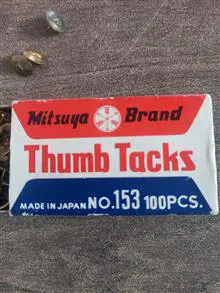 Mitsuya Brand
Thumb Tacks
MADE IN JAPAN NO.153 100PCS.